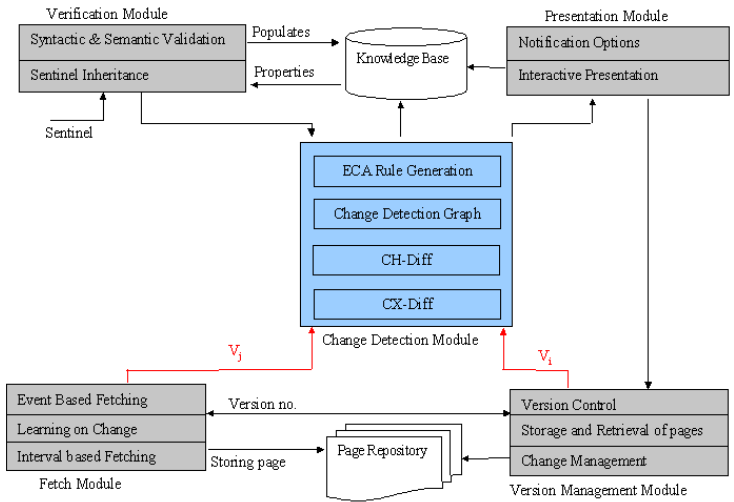 Verification Module
Presentation Module
Syntactic & Semantic Validation
Sentinel Inheritance
Populates
Properties
Knowledge Base
Notification Options
Interactive Presentation
Sentinel
ECA Rule Generation
Change Detection Graph
CH-Diff
CX-Diff
Change Detection Module
Vj
Vi
Event Based Fetching
Learning on Change
Interval based Fetching
Fetch Module
Version no.
Storing page
Page Repository
Version Control
Storage and Retrieval of pages
Change Management
Version Management Module